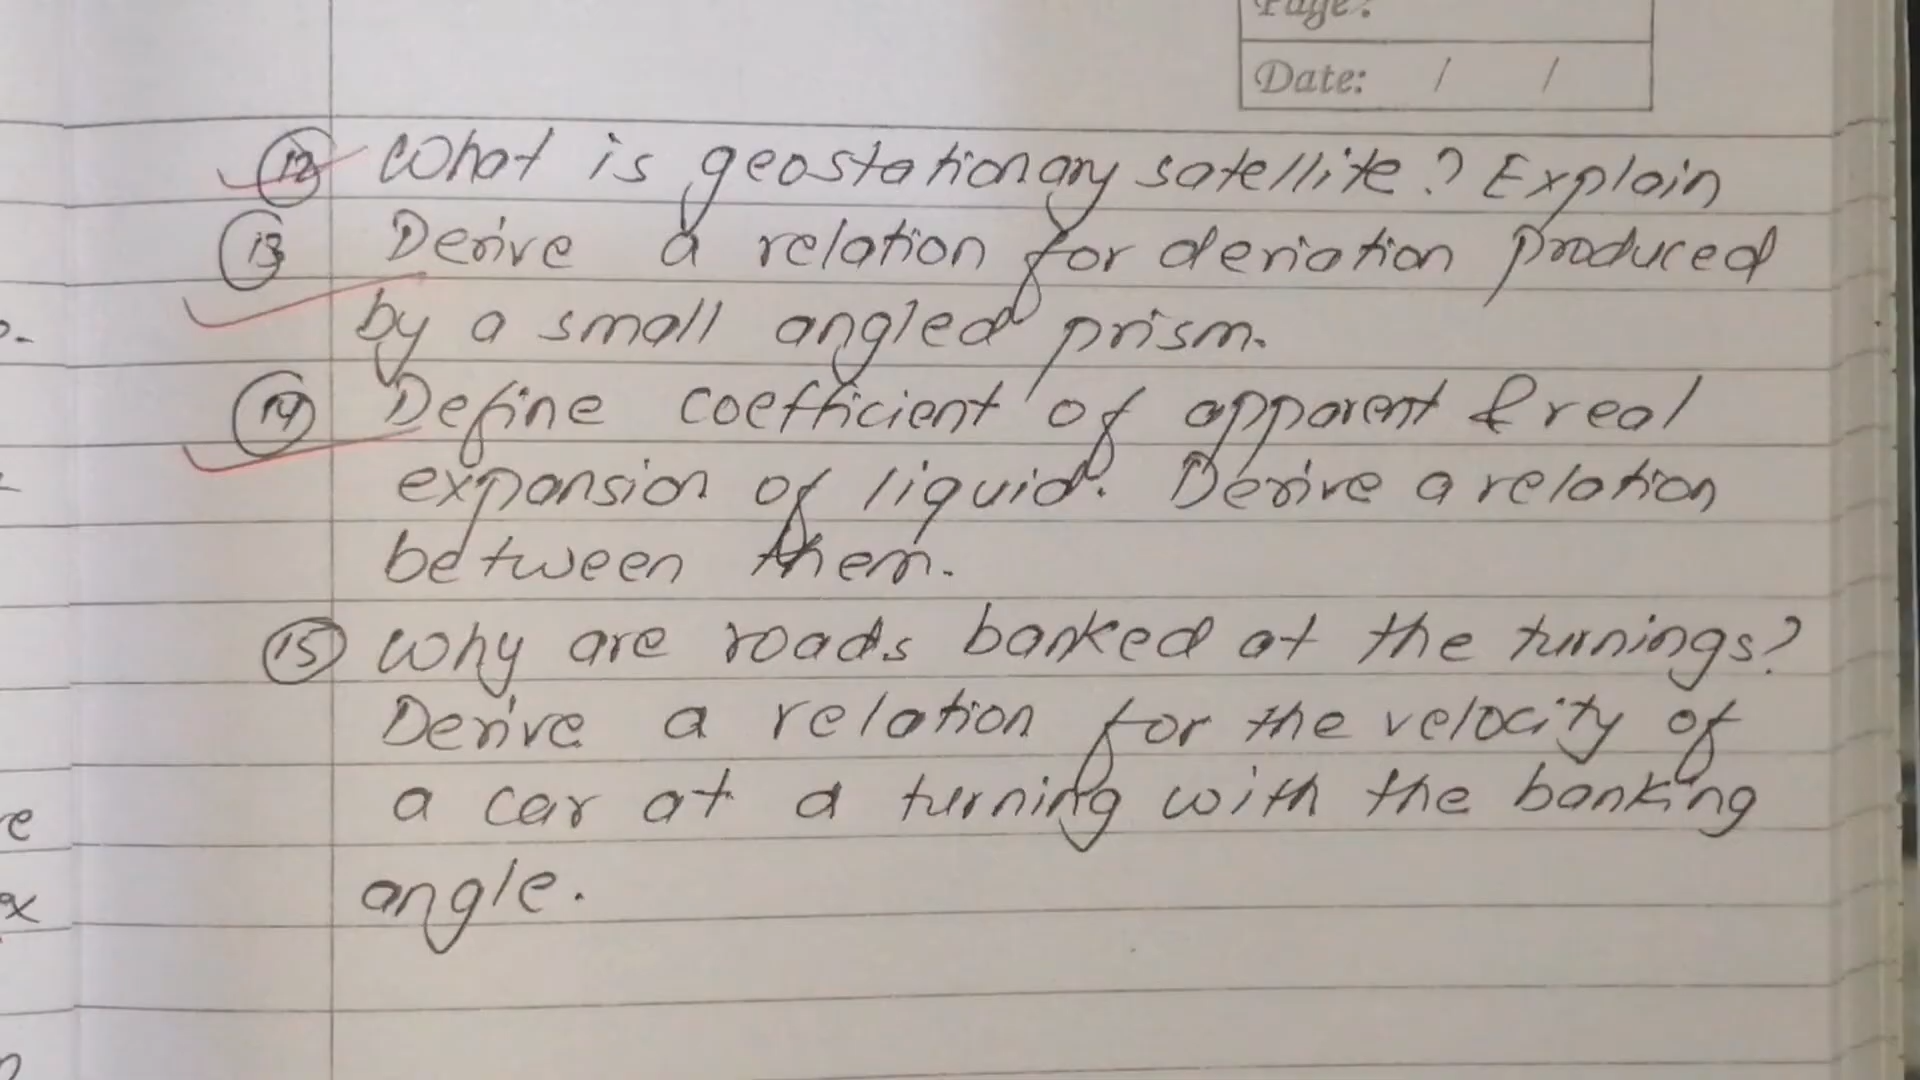 Page:
Date: / /
12 What is geostationary satellite? Explain
13 Derive a relation for deviation produced
by a small angled prism.
14 Define coefficient of apparent & real
expansion of liquid. Derive a relation
between them.
15 Why are roads banked at the turnings?
Derive a relation for the velocity of
a car at a turning with the banking
angle.